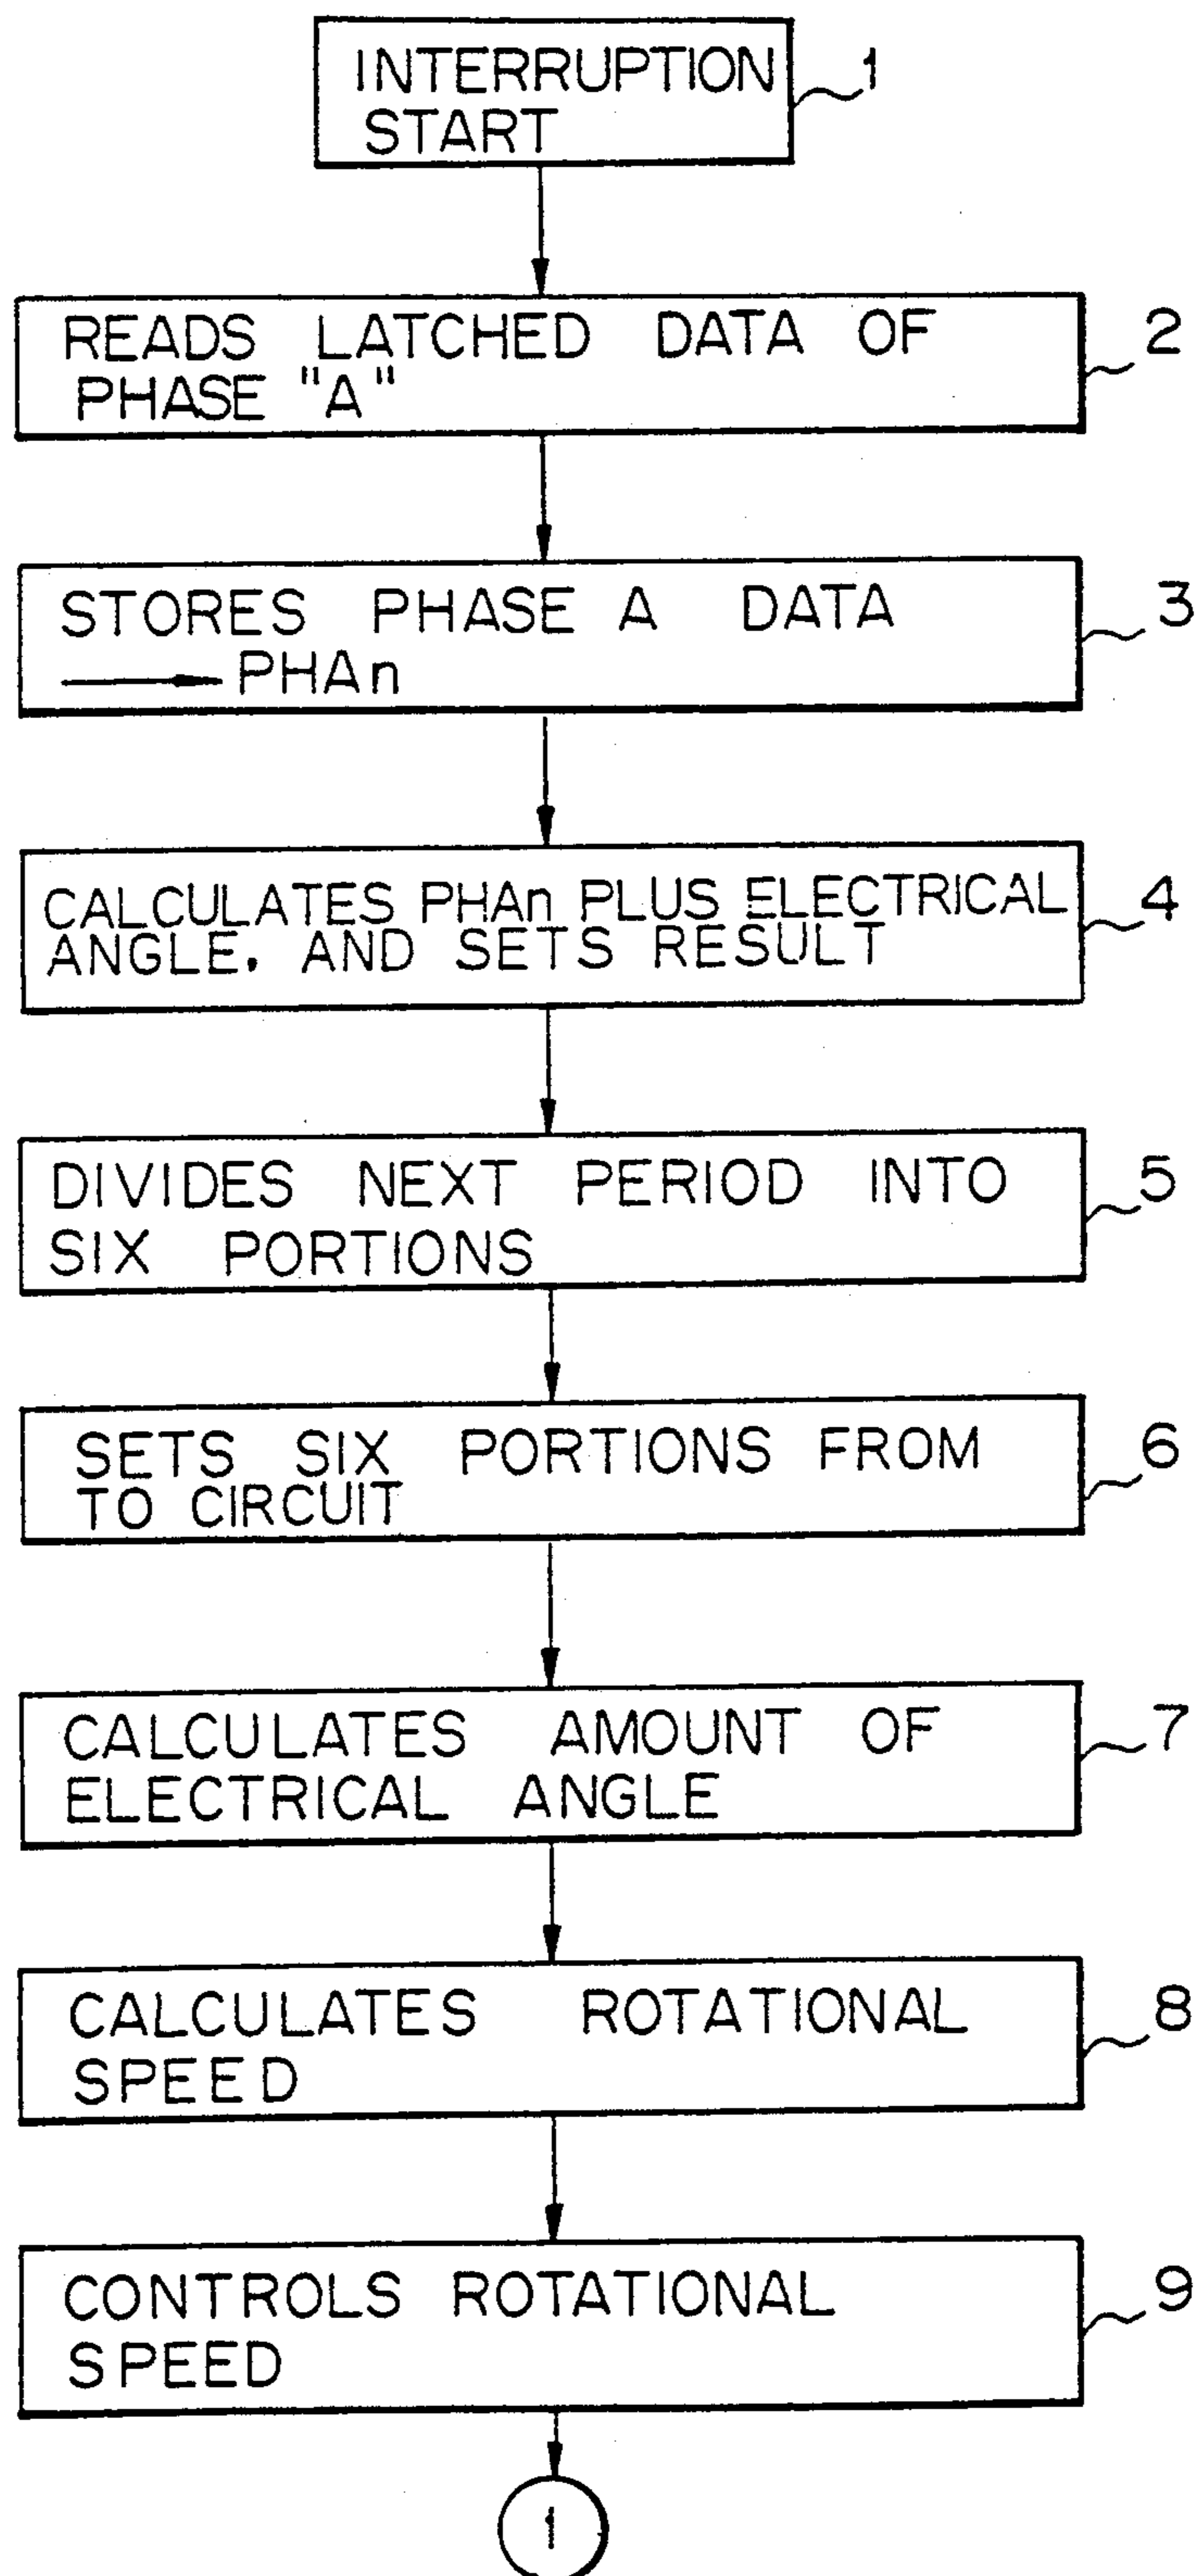 INTERRUPTION
START
1
READS LATCHED DATA OF
PHASE "A"
2
STORES PHASE A DATA
→ PHAn
3
CALCULATES PHAn PLUS ELECTRICAL
ANGLE. AND SETS RESULT
4
DIVIDES NEXT PERIOD INTO
SIX PORTIONS
5
SETS SIX PORTIONS FROM
TO CIRCUIT
6
CALCULATES AMOUNT OF
ELECTRICAL ANGLE
7
CALCULATES ROTATIONAL
SPEED
8
CONTROLS ROTATIONAL
SPEED
9
1